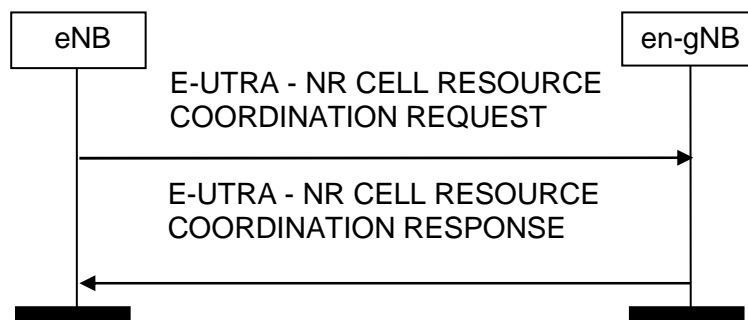 eNB
en-gNB
E-UTRA - NR CELL RESOURCE
COORDINATION REQUEST
E-UTRA - NR CELL RESOURCE
COORDINATION RESPONSE